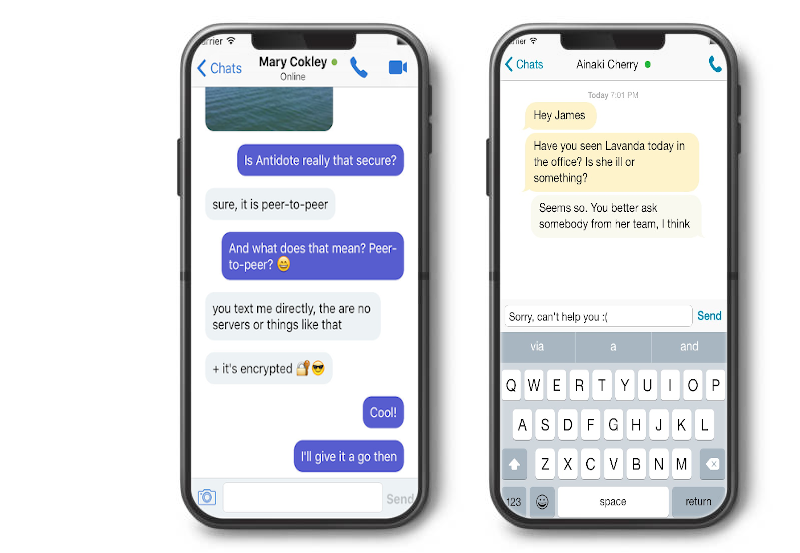 Chats
Mary Cokley
Online
Is Antidote really that secure?
sure, it is peer-to-peer
And what does that mean? Peer-
to-peer? 😄
you text me directly, the are no
servers or things like that
+ it's encrypted 🔐😎
Cool!
I'll give it a go then
Send
Chats
Ainaki Cherry
Today 7:01 PM
Hey James
Have you seen Lavanda today in
the office? Is she ill or
something?
Seems so. You better ask
somebody from her team, I think
Sorry, can't help you :(
Send
via a and
Q W E R T Y U I O P
A S D F G H J K L
Z X C V B N M
123 space return